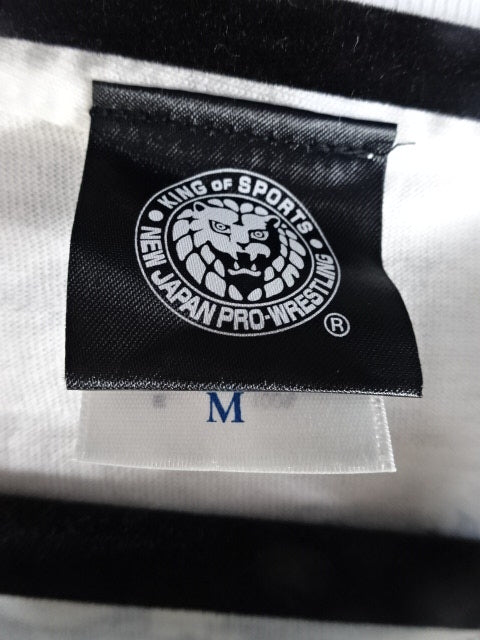 KING OF SPORTS
NEW JAPAN PRO-WRESTLING
®
M